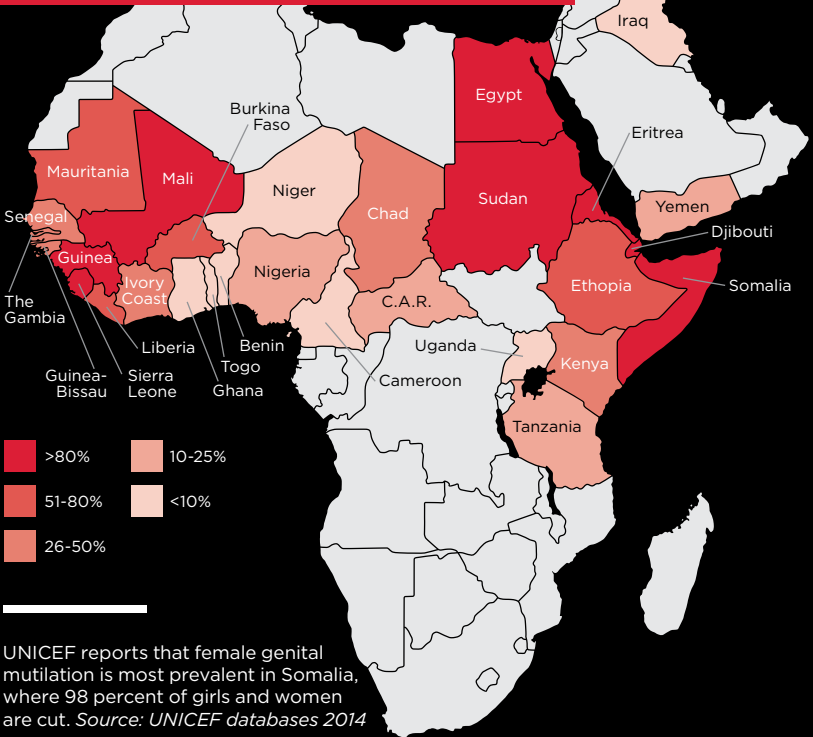 Iraq
Egypt
Burkina
Faso
Eritrea
Mauritania
Mali
Niger
Sudan
Yemen
Senegal
Chad
Djibouti
Guinea
Nigeria
Ivory
Coast
Ethopia
Somalia
C.A.R.
The
Gambia
Liberia
Benin
Uganda
Togo
Kenya
Guinea-
Bissau
Sierra
Leone
Ghana
Cameroon
Tanzania
>80%
10-25%
51-80%
<10%
26-50%
UNICEF reports that female genital
mutilation is most prevalent in Somalia,
where 98 percent of girls and women
are cut. Source: UNICEF databases 2014